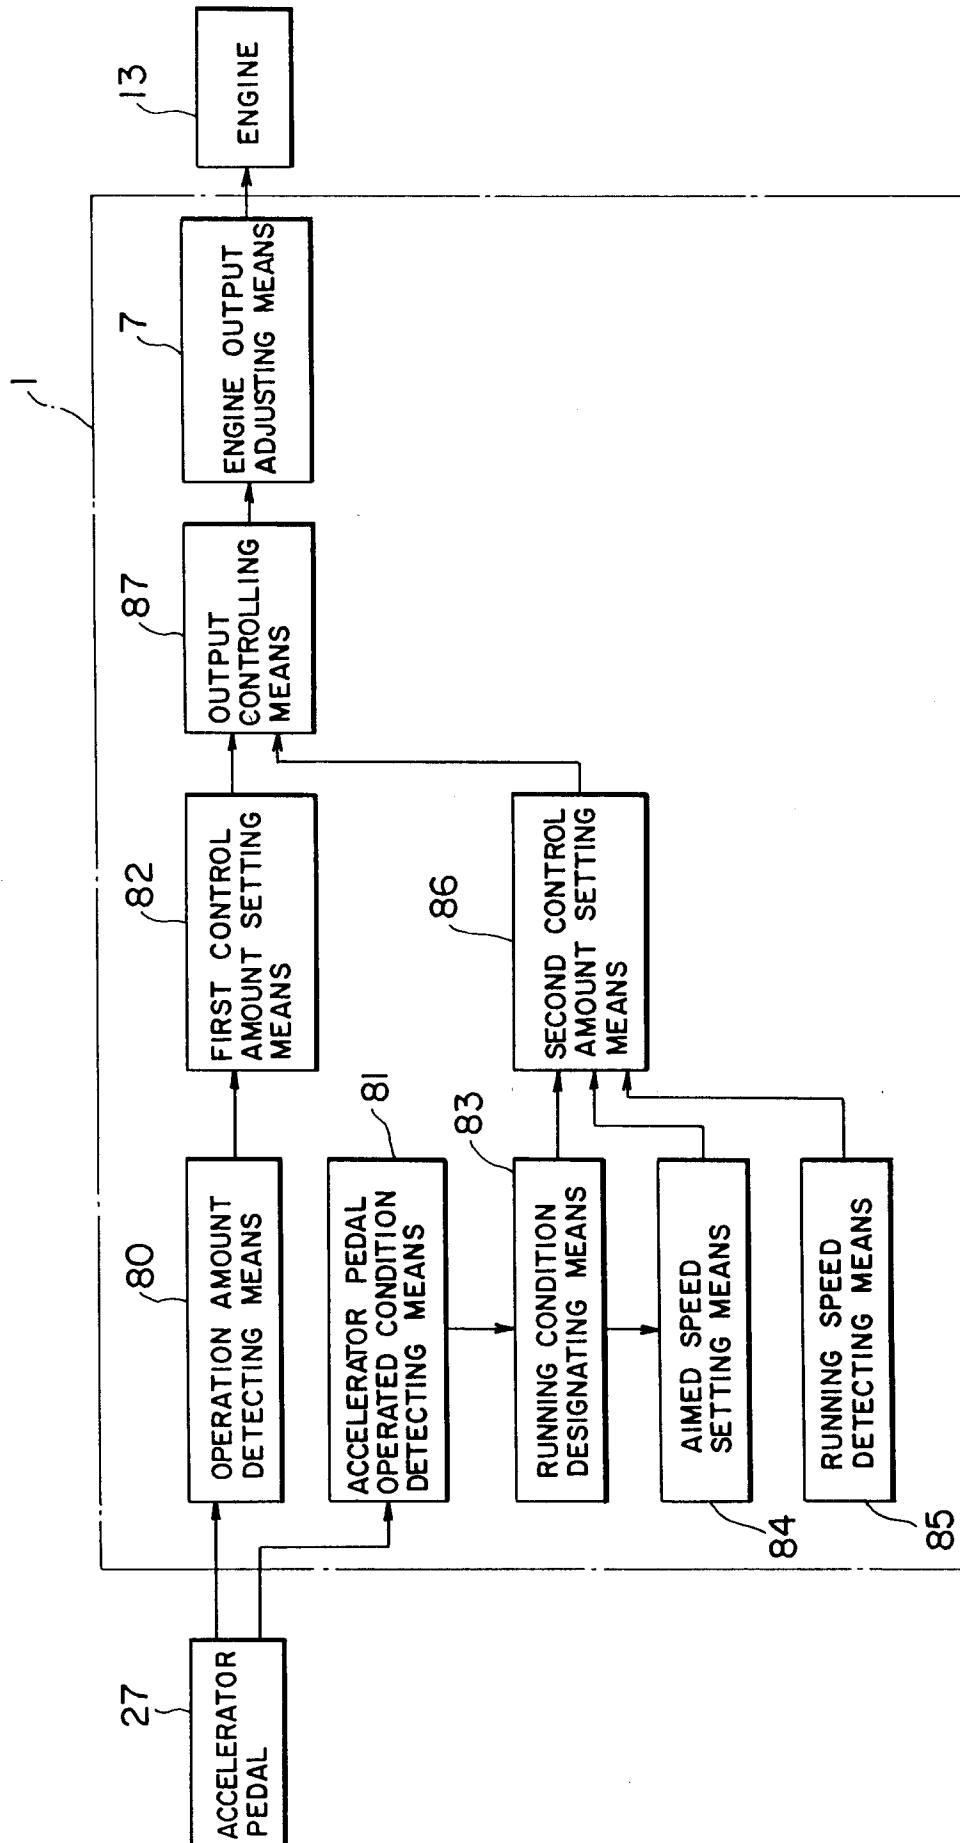 1
27
ACCELERATOR
PEDAL
80
OPERATION AMOUNT
DETECTING MEANS
82
FIRST CONTROL
AMOUNT SETTING
MEANS
87
OUTPUT
CONTROLLING
MEANS
7
ENGINE OUTPUT
ADJUSTING MEANS
13
ENGINE
81
ACCELERATOR PEDAL
OPERATED CONDITION
DETECTING MEANS
83
RUNNING CONDITION
DESIGNATING MEANS
86
SECOND CONTROL
AMOUNT SETTING
MEANS
84
AIMED SPEED
SETTING MEANS
85
RUNNING SPEED
DETECTING MEANS